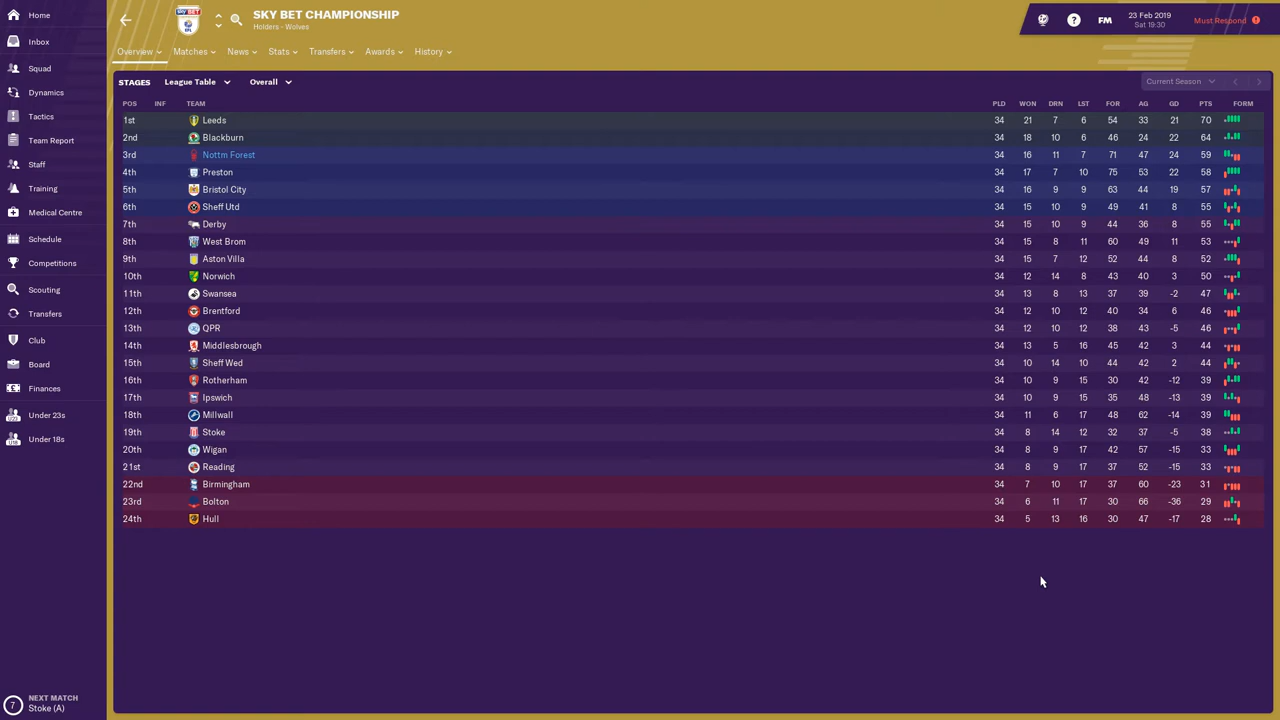 Home
Inbox
Squad
Dynamics
Tactics
Team Report
Staff
Training
Medical Centre
Schedule
Competitions
Scouting
Transfers
Club
Board
Finances
Under 23s
Under 18s
7 NEXT MATCH
Stoke (A)
SKY BET CHAMPIONSHIP
Holders - Wolves
? FM 23 Feb 2019
Sat 19:30
Must Respond
Overview Matches News Stats Transfers Awards History
STAGES League Table Overall Current Season
POS INF TEAM PLD WON DRN LST FOR AG GD PTS FORM
1st Leeds 34 21 7 6 54 33 21 70
2nd Blackburn 34 18 10 6 46 24 22 64
3rd Nottm Forest 34 16 11 7 71 47 24 59
4th Preston 34 17 7 10 75 53 22 58
5th Bristol City 34 16 9 9 63 44 19 57
6th Sheff Utd 34 15 10 9 49 41 8 55
7th Derby 34 15 10 9 44 36 8 55
8th West Brom 34 15 8 11 60 49 11 53
9th Aston Villa 34 15 7 12 52 44 8 52
10th Norwich 34 12 14 8 43 40 3 50
11th Swansea 34 13 8 13 37 39 -2 47
12th Brentford 34 12 10 12 40 34 6 46
13th QPR 34 12 10 12 38 43 -5 46
14th Middlesbrough 34 13 5 16 45 42 3 44
15th Sheff Wed 34 10 14 10 44 42 2 44
16th Rotherham 34 10 9 15 30 42 -12 39
17th Ipswich 34 10 9 15 35 48 -13 39
18th Millwall 34 11 6 17 48 62 -14 39
19th Stoke 34 8 14 12 32 37 -5 38
20th Wigan 34 8 9 17 42 57 -15 33
21st Reading 34 8 9 17 37 52 -15 33
22nd Birmingham 34 7 10 17 37 60 -23 31
23rd Bolton 34 6 11 17 30 66 -36 29
24th Hull 34 5 13 16 30 47 -17 28